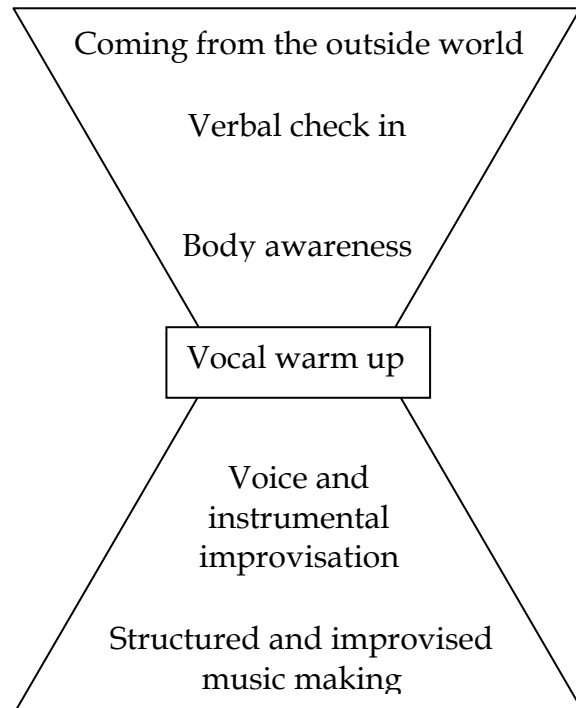 Coming from the outside world
Verbal check in
Body awareness
Vocal warm up
Voice and
instrumental
improvisation
Structured and improvised
music making